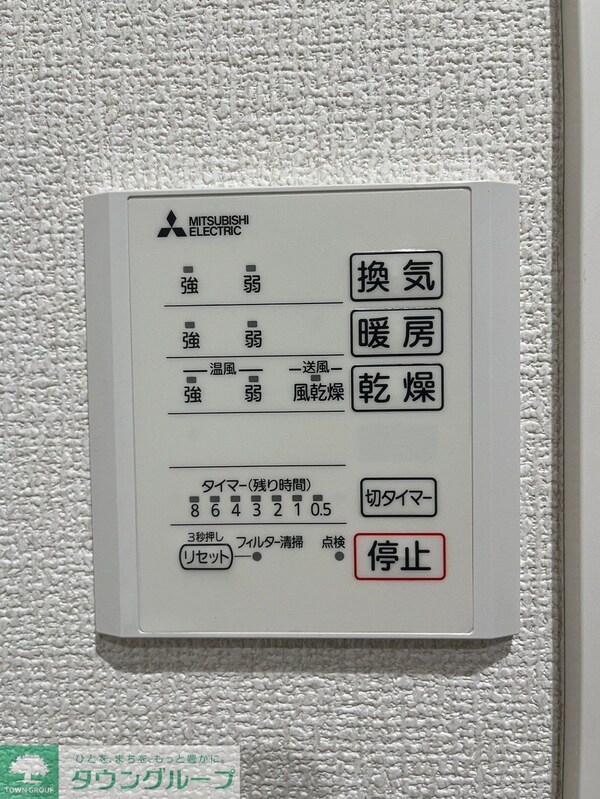 MITSUBISHI
ELECTRIC
強 弱 換気
強 弱 暖房
温風 送風
強 弱 風乾燥 乾燥
タイマー(残り時間)
8 6 4 3 2 1 0.5 切タイマー
3秒押し
リセット フィルター清掃 点検 停止
ひとを、まちを、もっと豊かに。
タウングループ
TOWN GROUP